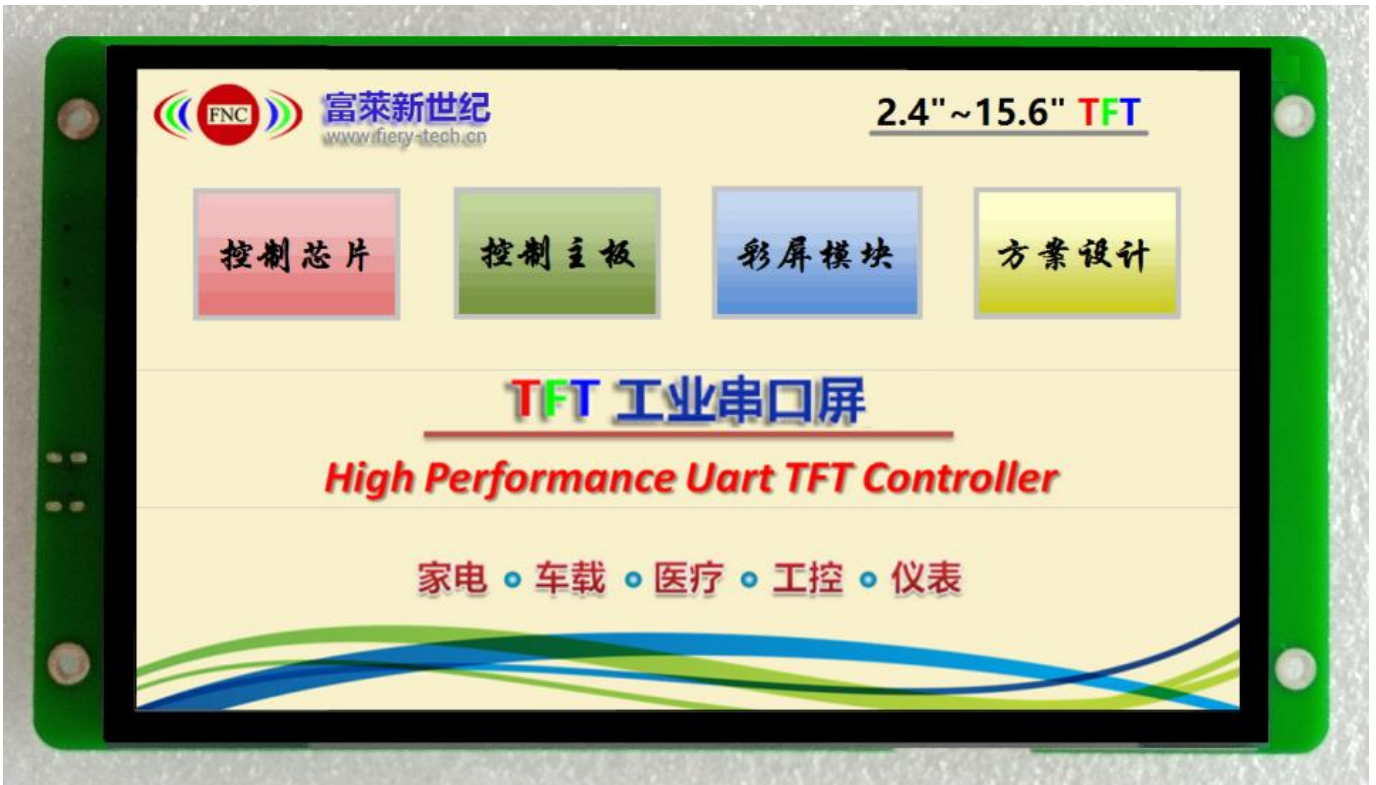 FNC
富萊新世纪
www.fiery-tech.cn
2.4"~15.6" TFT
控制芯片
控制主板
彩屏模块
方案设计
TFT 工业串口屏
High Performance Uart TFT Controller
家电 • 车载 • 医疗 • 工控 • 仪表